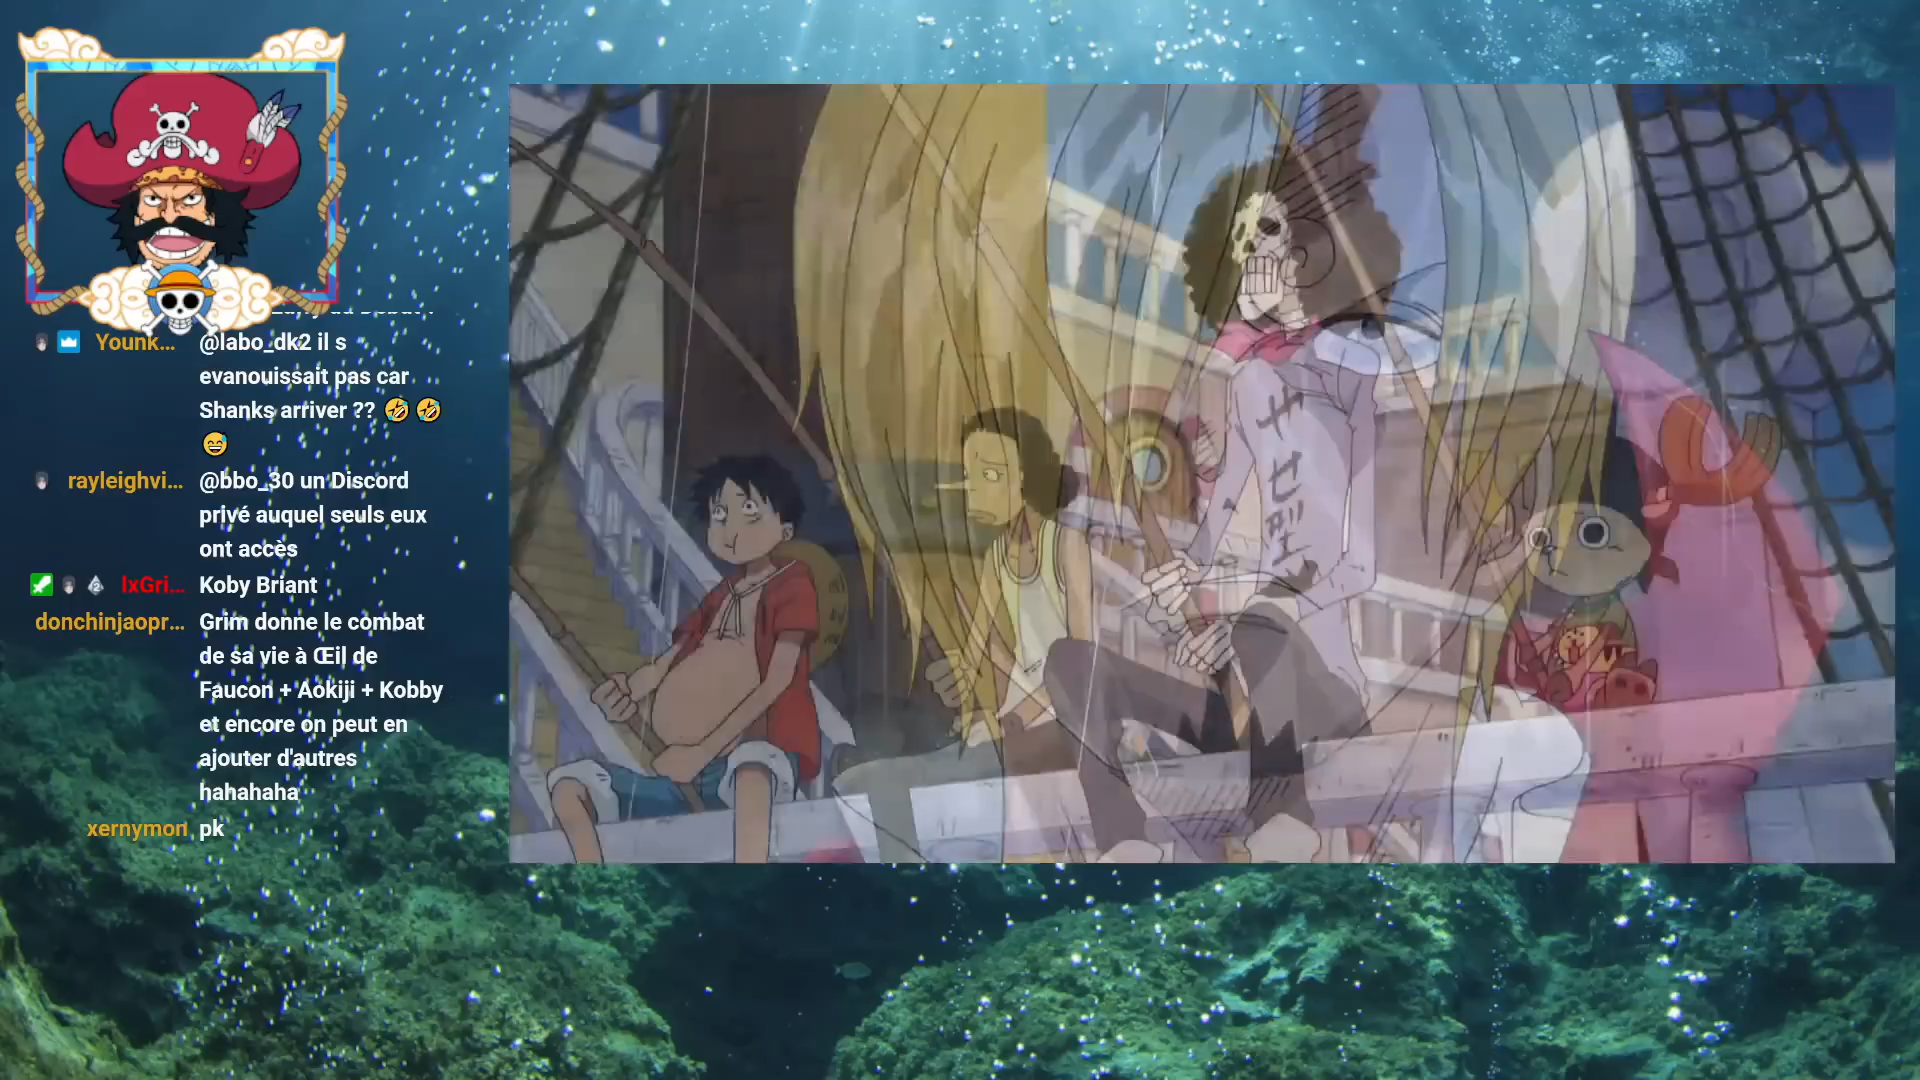 Younk... @labo_dk2 il s
evanouissait pas car
Shanks arriver ?? 🤣 🤣
😅
rayleighvi... @bbo_30 un Discord
privé auquel seuls eux
ont accès
lxGri... Koby Briant
donchinjaopr... Grim donne le combat
de sa vie à Œil de
Faucon + Aokiji + Kobby
et encore on peut en
ajouter d'autres
hahahaha
xernymon pk